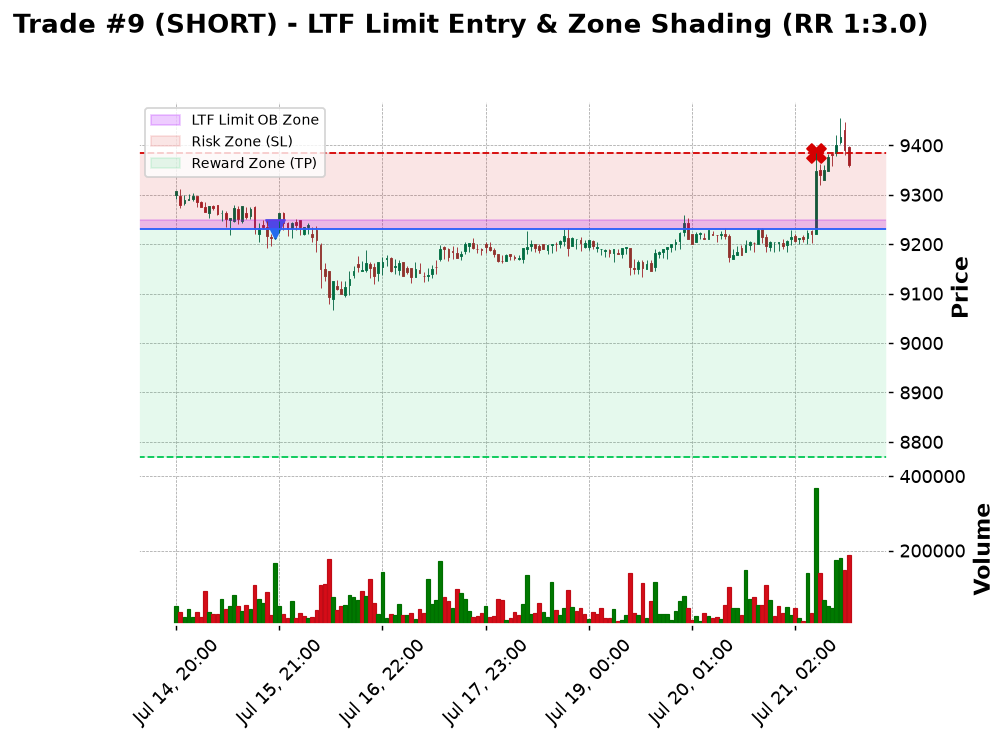 Trade #9 (SHORT) - LTF Limit Entry & Zone Shading (RR 1:3.0)
LTF Limit OB Zone
Risk Zone (SL)
Reward Zone (TP)
9400
9300
9200
9100
9000
8900
8800
Price
400000
200000
Volume
Jul 14, 20:00
Jul 15, 21:00
Jul 16, 22:00
Jul 17, 23:00
Jul 19, 00:00
Jul 20, 01:00
Jul 21, 02:00